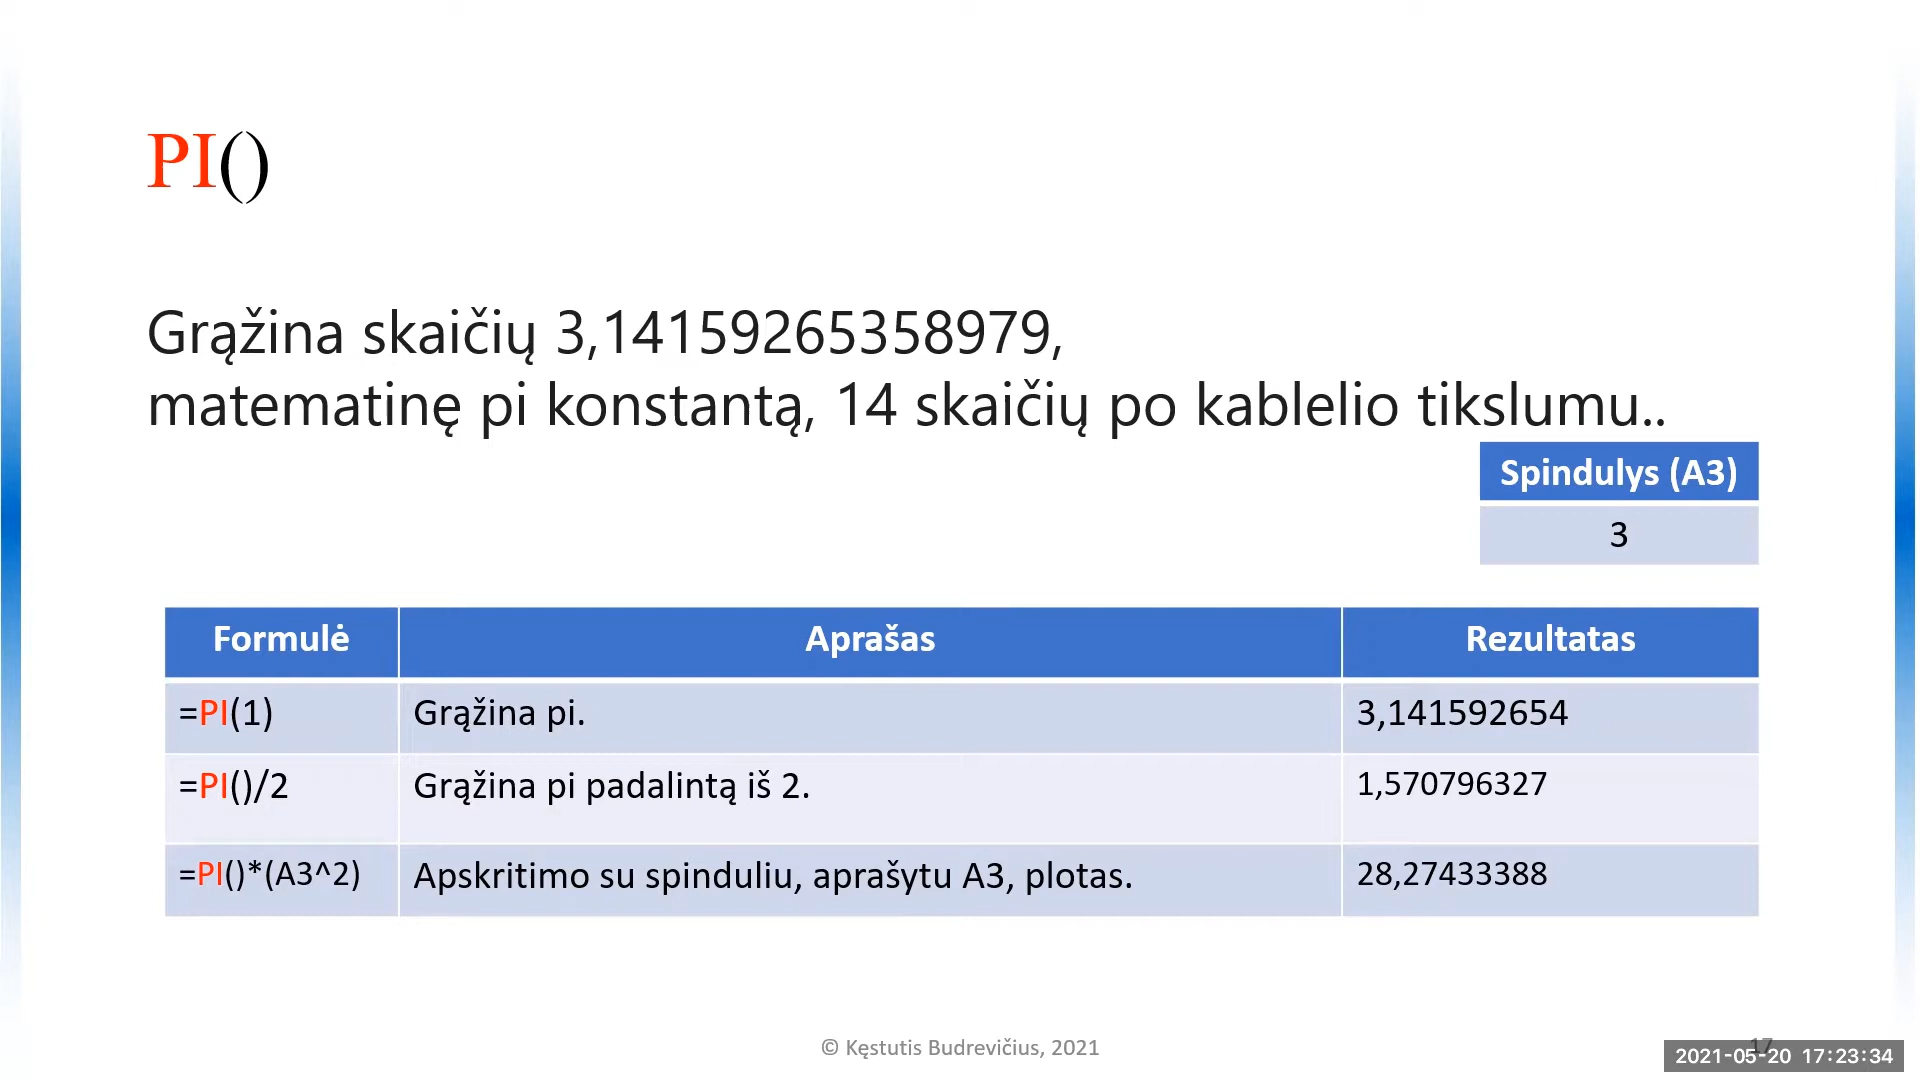 PI()
Grąžina skaičių 3,14159265358979,
matematinę pi konstantą, 14 skaičių po kablelio tikslumu..
Spindulys (A3)
3
Formulė Aprašas Rezultatas
=PI(1) Grąžina pi. 3,141592654
=PI()/2 Grąžina pi padalintą iš 2. 1,570796327
=PI()*(A3^2) Apskritimo su spinduliu, aprašytu A3, plotas. 28,27433388
© Kęstutis Budrevičius, 2021
17
2021-05-20 17:23:34